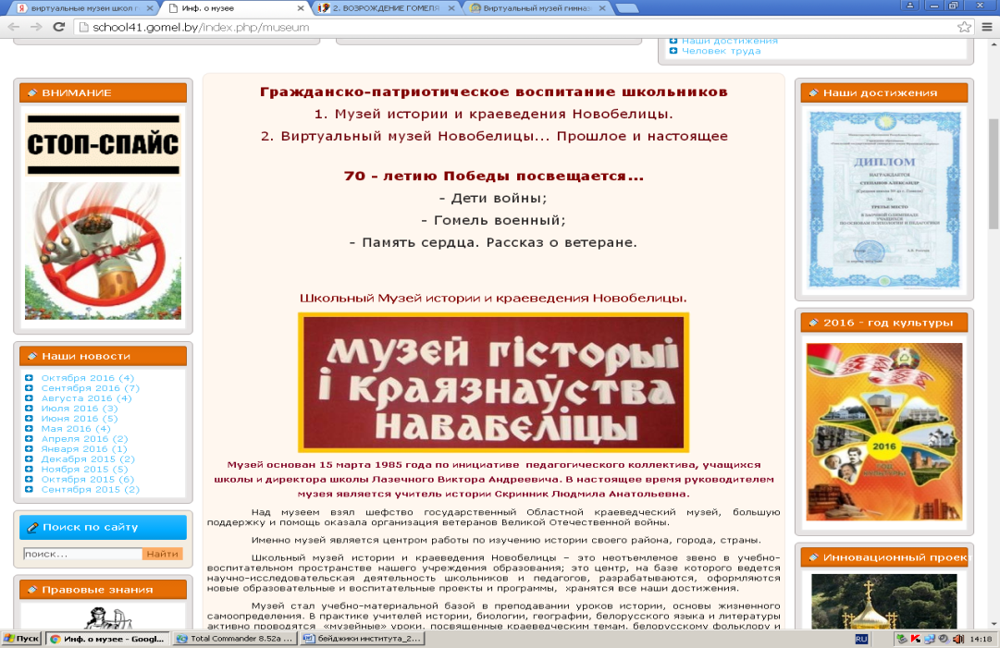 виртуальные музеи школ г
Инф. о музее
2. ВОЗРОЖДЕНИЕ ГОМЕЛЯ
Виртуальный музей гимназ
school41.gomel.by/index.php/museum
Наши достижения
Человек труда
ВНИМАНИЕ
СТОП-СПАЙС
Наши новости
Октября 2016 (4)
Сентября 2016 (7)
Августа 2016 (4)
Июля 2016 (3)
Июня 2016 (5)
Мая 2016 (4)
Апреля 2016 (2)
Января 2016 (1)
Декабря 2015 (2)
Ноября 2015 (5)
Октября 2015 (6)
Сентября 2015 (2)
Поиск по сайту
поиск...
Найти
Правовые знания
Гражданско-патриотическое воспитание школьников
1. Музей истории и краеведения Новобелицы.
2. Виртуальный музей Новобелицы... Прошлое и настоящее
70 - летию Победы посвещается...
- Дети войны;
- Гомель военный;
- Память сердца. Рассказ о ветеране.
Школьный Музей истории и краеведения Новобелицы.
МУЗЕЙ ГІСТОРЫІ
І КРАЯЗНАЎСТВА
НАВАБЕЛІЦЫ
Музей основан 15 марта 1985 года по инициативе педагогического коллектива, учащихся
школы и директора школы Лазечного Виктора Андреевича. В настоящее время руководителем
музея является учитель истории Скринник Людмила Анатольевна.
Над музеем взял шефство государственный Областной краеведческий музей, большую
поддержку и помощь оказала организация ветеранов Великой Отечественной войны.
Именно музей является центром работы по изучению истории своего района, города, страны.
Школьный музей истории и краеведения Новобелицы – это неотъемлемое звено в учебно-
воспитательном пространстве нашего учреждения образования; это центр, на базе которого ведется
научно-исследовательская деятельность школьников и педагогов, разрабатываются, оформляются
новые образовательные и воспитательные проекты и программы, хранятся все наши достижения.
Музей стал учебно-материальной базой в преподавании уроков истории, основы жизненного
самоопределения. В практике учителей истории, биологии, географии, белорусского языка и литературы
активно проводятся «музейные» уроки, посвященные краеведческим темам, белорусскому фольклору и
Наши достижения
ДИПЛОМ
НАГРАЖДАЕТСЯ
СТЕПАНОВ АЛЕКСАНДР
За
ТРЕТЬЕ МЕСТО
В ЗАОЧНОЙ ОЛИМПИАДЕ
УЧАЩИХСЯ
ПО ОСНОВАМ ПСИХОЛОГИИ И ПЕДАГОГИКИ
2016 - год культуры
2016
Инновационный проек
Пуск
Инф. о музее - Googl...
Total Commander 8.52a ...
бейджики института_2...
RU
14:18